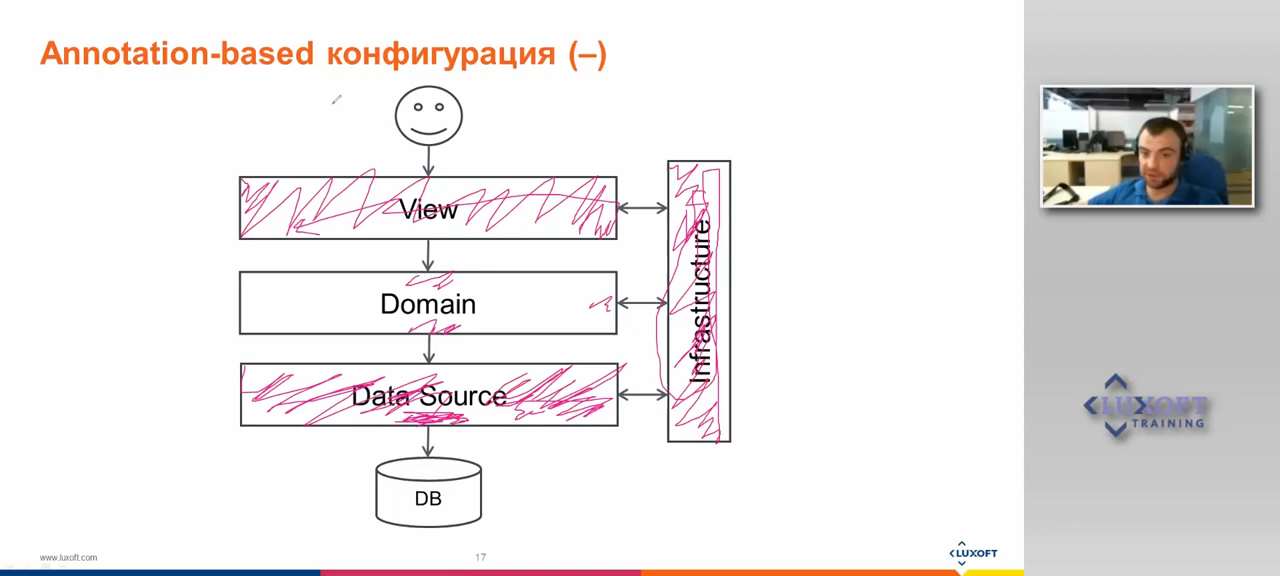 Annotation-based конфигурация (–)
View
Domain
Data Source
Infrastructure
DB
www.luxoft.com
17
LUXOFT
LUXOFT
TRAINING